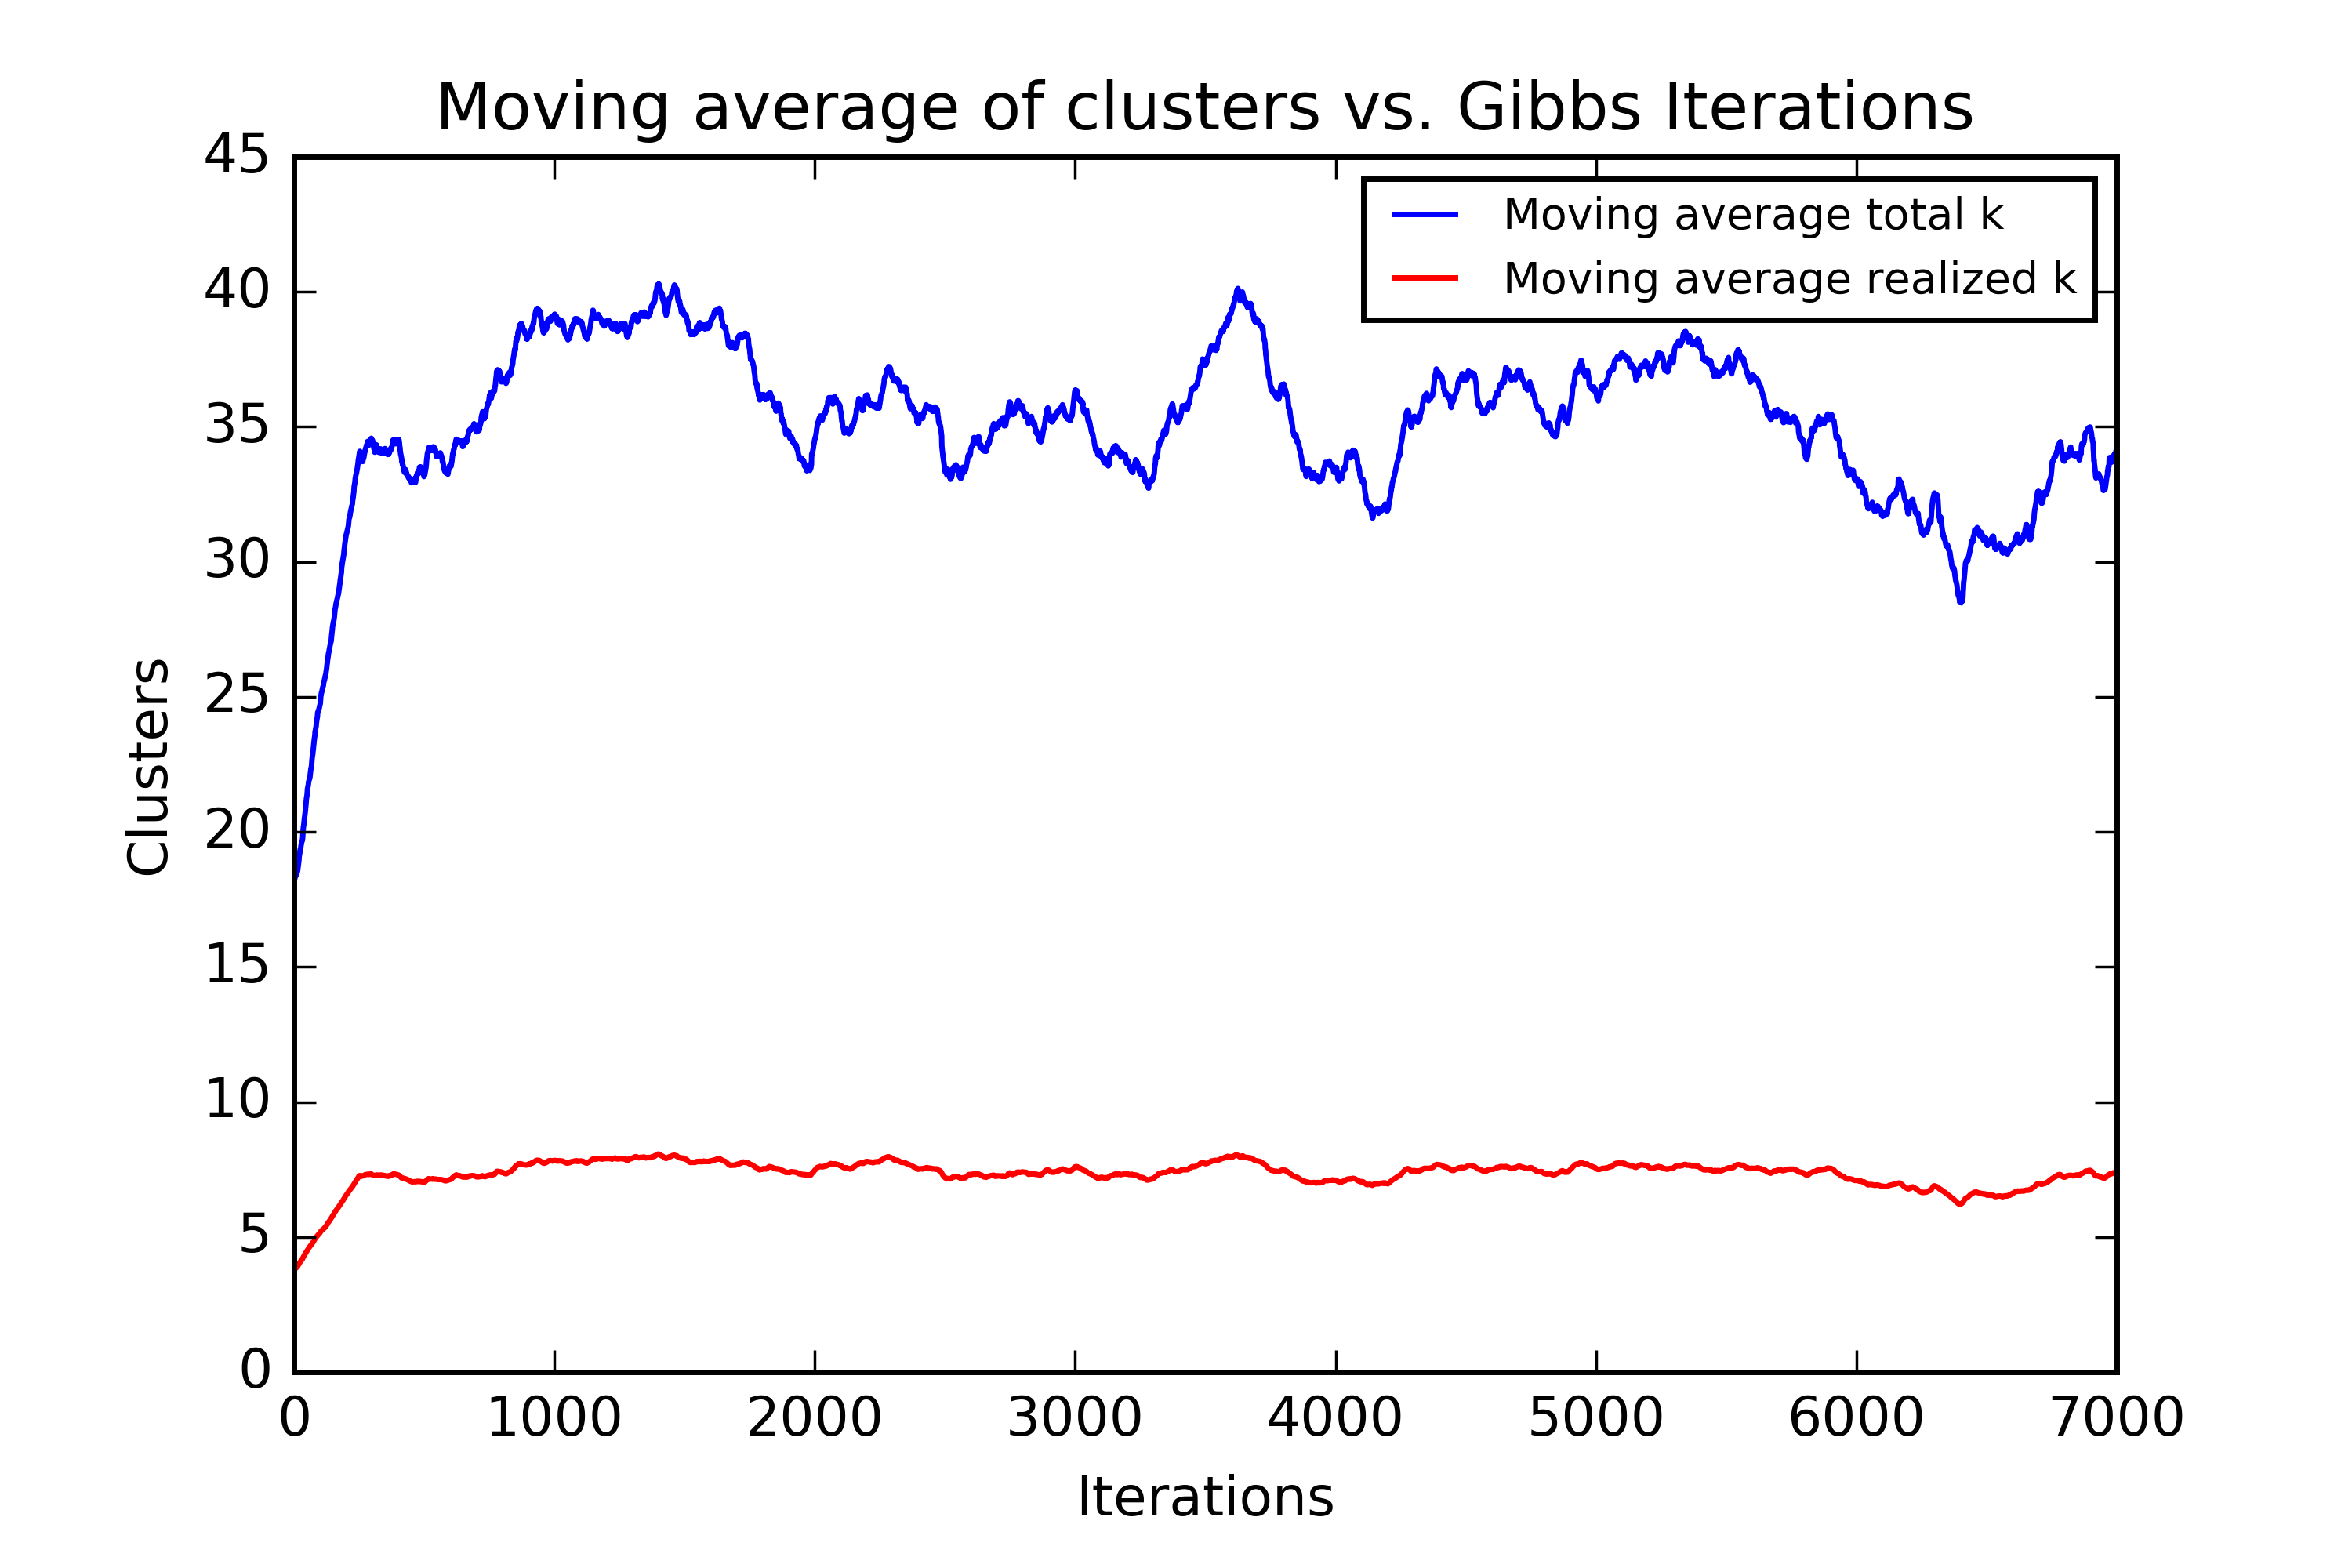 Moving average of clusters vs. Gibbs Iterations
45
40
35
30
25
20
15
10
5
0
Clusters
Moving average total k
Moving average realized k
0 1000 2000 3000 4000 5000 6000 7000
Iterations